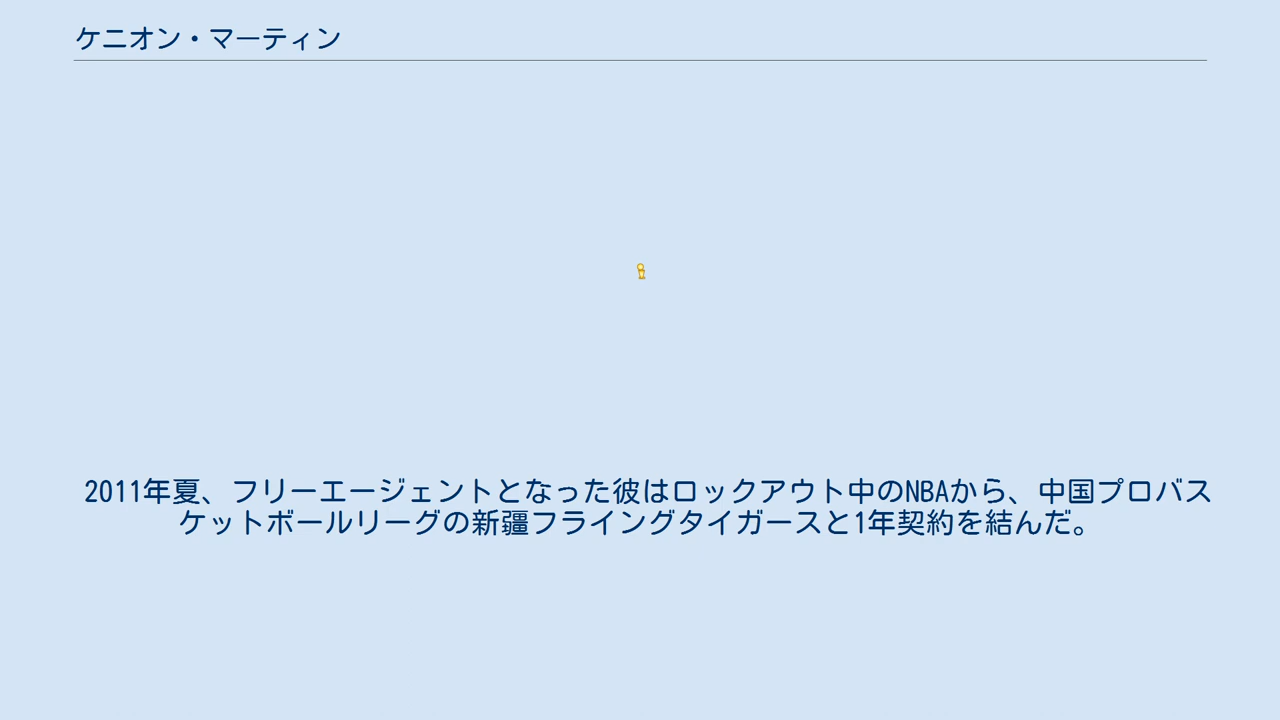 ケニオン・マーティン
2011年夏、フリーエージェントとなった彼はロックアウト中のNBAから、中国プロバス
ケットボールリーグの新疆フライングタイガースと1年契約を結んだ。